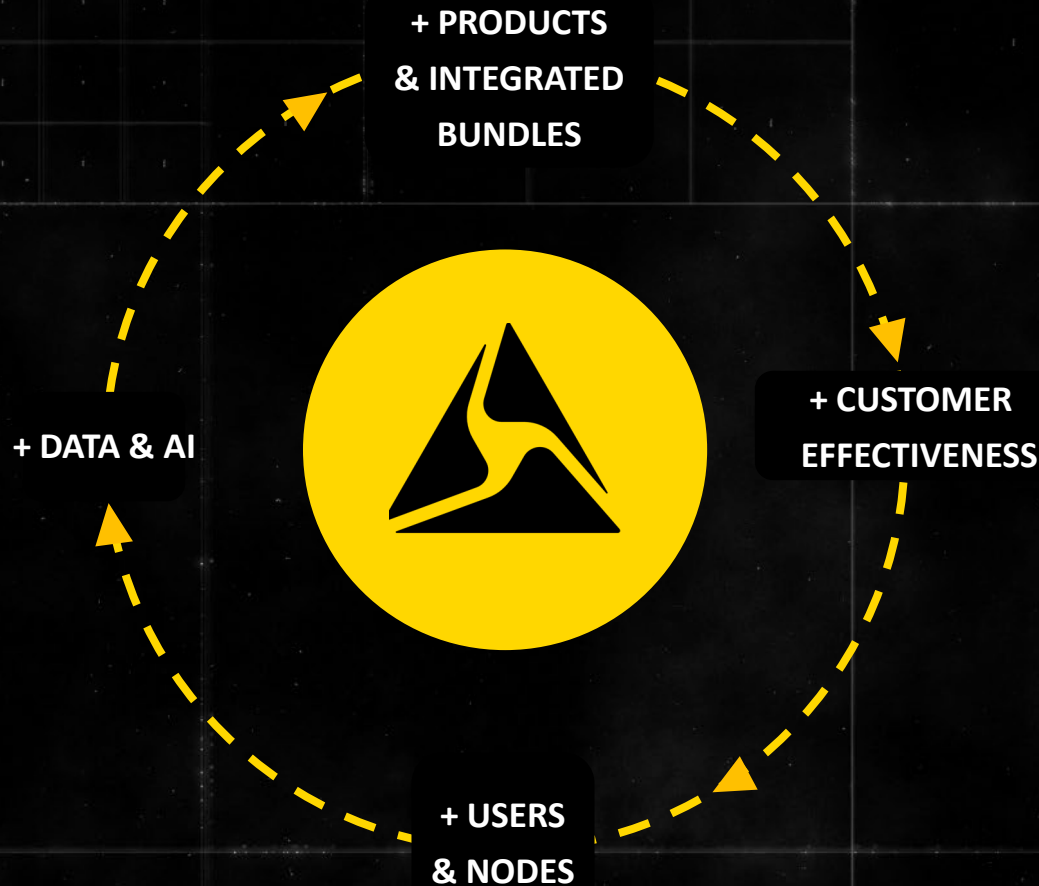 + PRODUCTS
& INTEGRATED
BUNDLES
+ CUSTOMER
EFFECTIVENESS
+ USERS
& NODES
+ DATA & AI